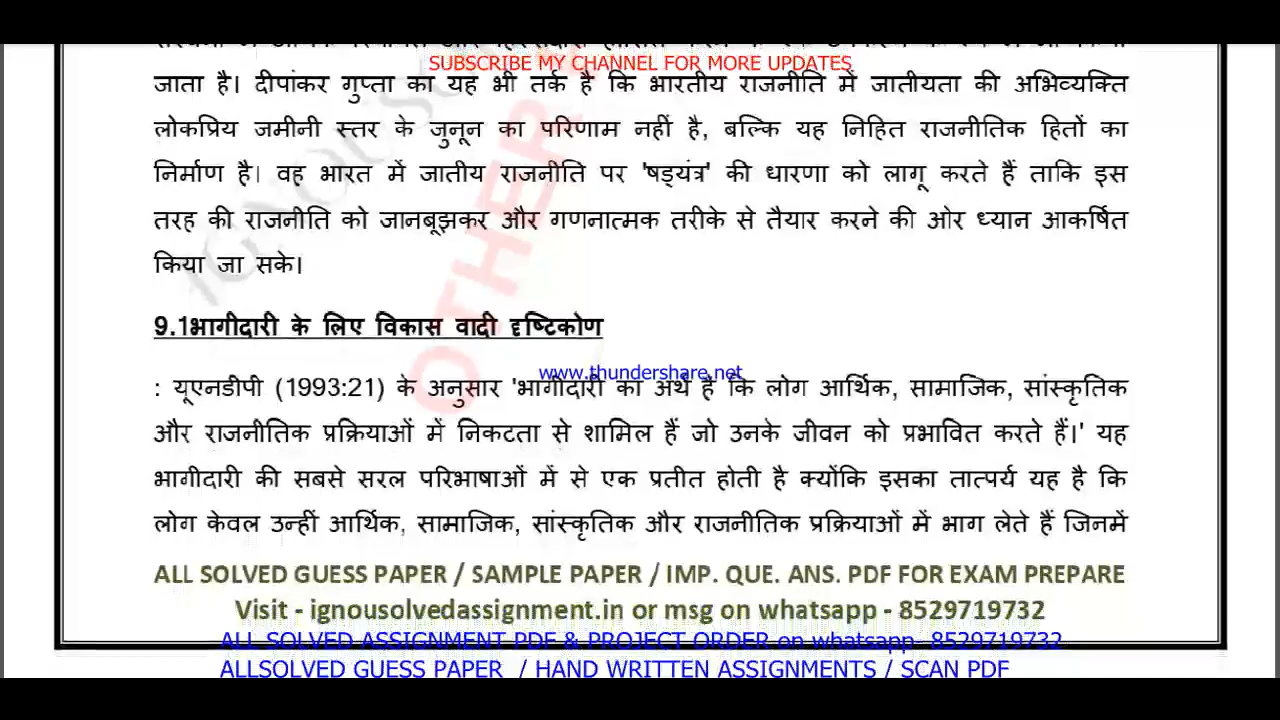 SUBSCRIBE MY CHANNEL FOR MORE UPDATES
जाता है। दीपांकर गुप्ता का यह भी तर्क है कि भारतीय राजनीति में जातीयता की अभिव्यक्ति
लोकप्रिय जमीनी स्तर के जुनून का परिणाम नहीं है, बल्कि यह निहित राजनीतिक हितों का
निर्माण है। वह भारत में जातीय राजनीति पर 'षड्यंत्र' की धारणा को लागू करते हैं ताकि इस
तरह की राजनीति को जानबूझकर और गणनात्मक तरीके से तैयार करने की ओर ध्यान आकर्षित
किया जा सके।
OTHER
9.1भागीदारी के लिए विकास वादी दृष्टिकोण
www.thundershare.net
: यूएनडीपी (1993:21) के अनुसार 'भागीदारी का अर्थ है कि लोग आर्थिक, सामाजिक, सांस्कृतिक
और राजनीतिक प्रक्रियाओं में निकटता से शामिल हैं जो उनके जीवन को प्रभावित करते हैं।' यह
भागीदारी की सबसे सरल परिभाषाओं में से एक प्रतीत होती है क्योंकि इसका तात्पर्य यह है कि
लोग केवल उन्हीं आर्थिक, सामाजिक, सांस्कृतिक और राजनीतिक प्रक्रियाओं में भाग लेते हैं जिनमें
ALL SOLVED GUESS PAPER / SAMPLE PAPER / IMP. QUE. ANS. PDF FOR EXAM PREPARE
Visit - ignousolvedassignment.in or msg on whatsapp - 8529719732
ALL SOLVED ASSIGNMENT PDF & PROJECT ORDER on whatsapp- 8529719732
ALLSOLVED GUESS PAPER / HAND WRITTEN ASSIGNMENTS / SCAN PDF